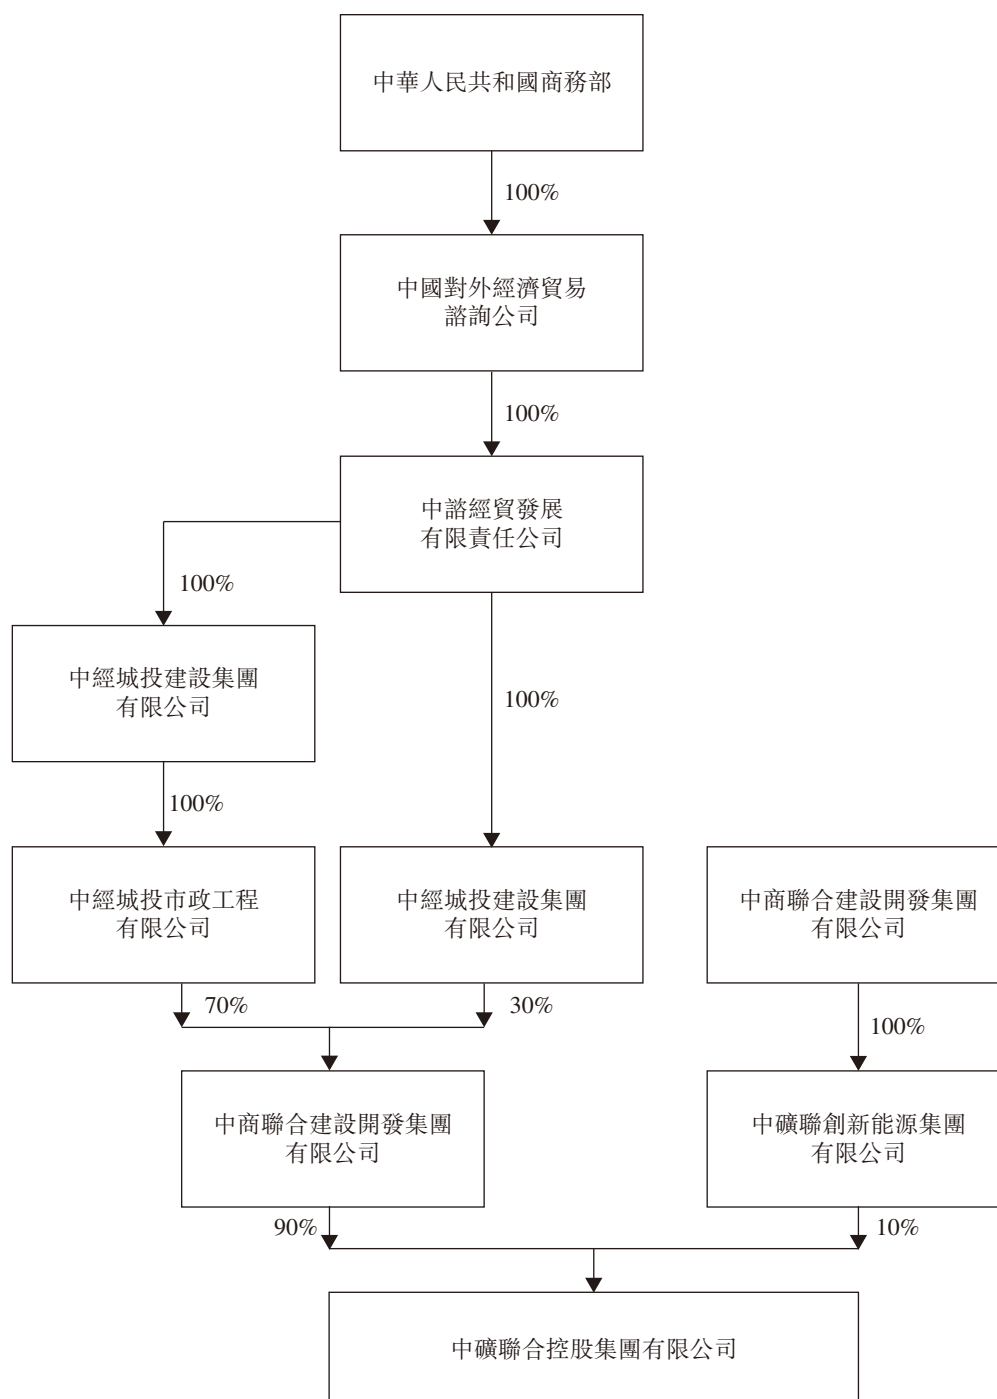 中華人民共和國商務部
100%
中國對外經濟貿易
諮詢公司
100%
中諮經貿發展
有限責任公司
100%
中經城投建設集團
有限公司
100%
100%
中經城投市政工程
有限公司
中經城投建設集團
有限公司
中商聯合建設開發集團
有限公司
70%
30%
100%
中商聯合建設開發集團
有限公司
中礦聯創新能源集團
有限公司
90%
10%
中礦聯合控股集團有限公司